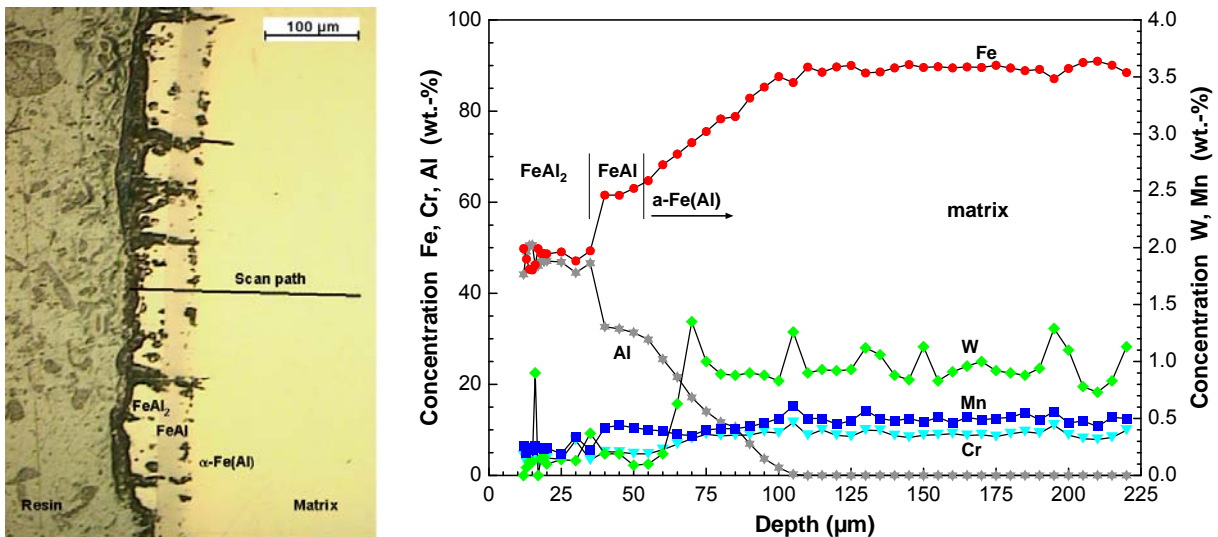 100 µm
Scan path
FeAl₂
FeAl
α-Fe(Al)
Resin
Matrix
Concentration Fe, Cr, Al (wt.-%)
100
80
60
40
20
0
FeAl₂
FeAl
a-Fe(Al)
Fe
matrix
Al
W
Mn
Cr
4.0
3.5
3.0
2.5
2.0
1.5
1.0
0.5
0.0
Concentration W, Mn (wt.-%)
0 25 50 75 100 125 150 175 200 220
Depth (µm)